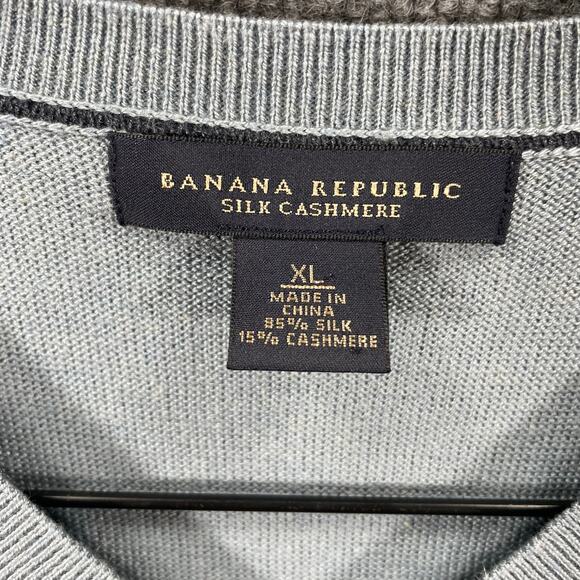 BANANA REPUBLIC
SILK CASHMERE
XL
MADE IN
CHINA
85% SILK
15% CASHMERE